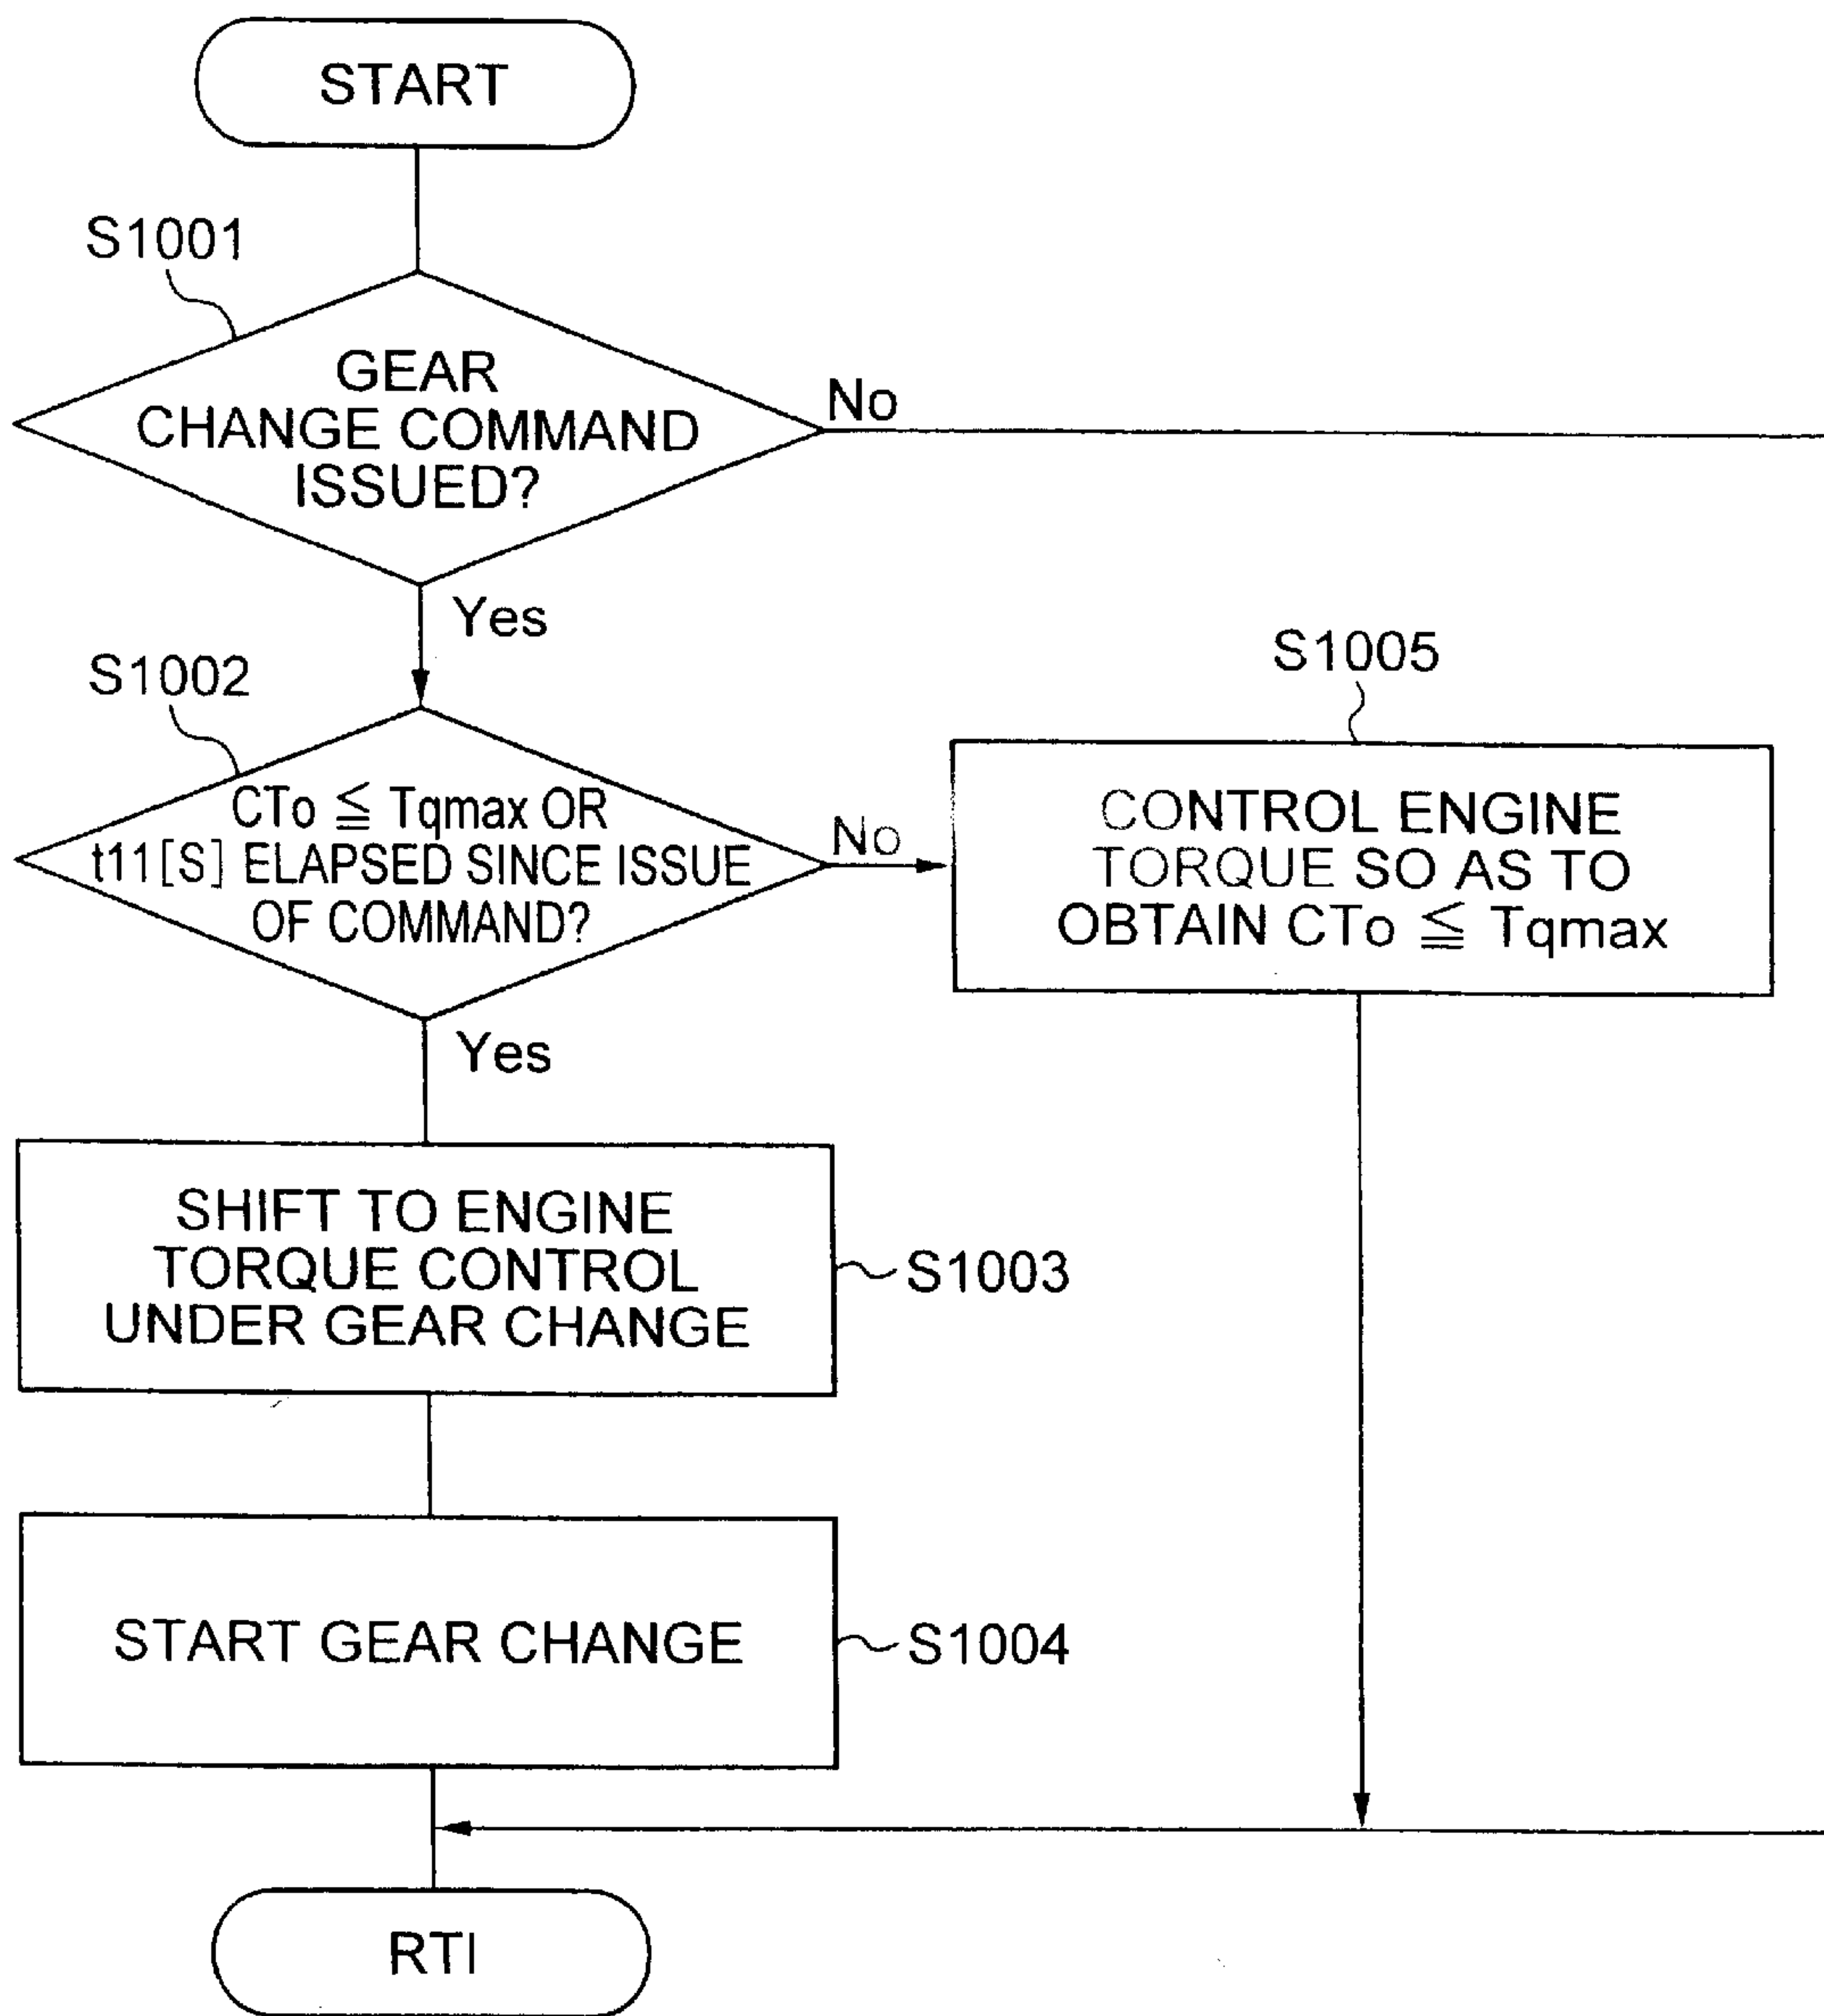 START
S1001
GEAR
CHANGE COMMAND
ISSUED?
No
Yes
S1002
CTo ≦ Tqmax OR
t11[S] ELAPSED SINCE ISSUE
OF COMMAND?
No
S1005
CONTROL ENGINE
TORQUE SO AS TO
OBTAIN CTo ≦ Tqmax
Yes
SHIFT TO ENGINE
TORQUE CONTROL
UNDER GEAR CHANGE
S1003
START GEAR CHANGE
S1004
RTI